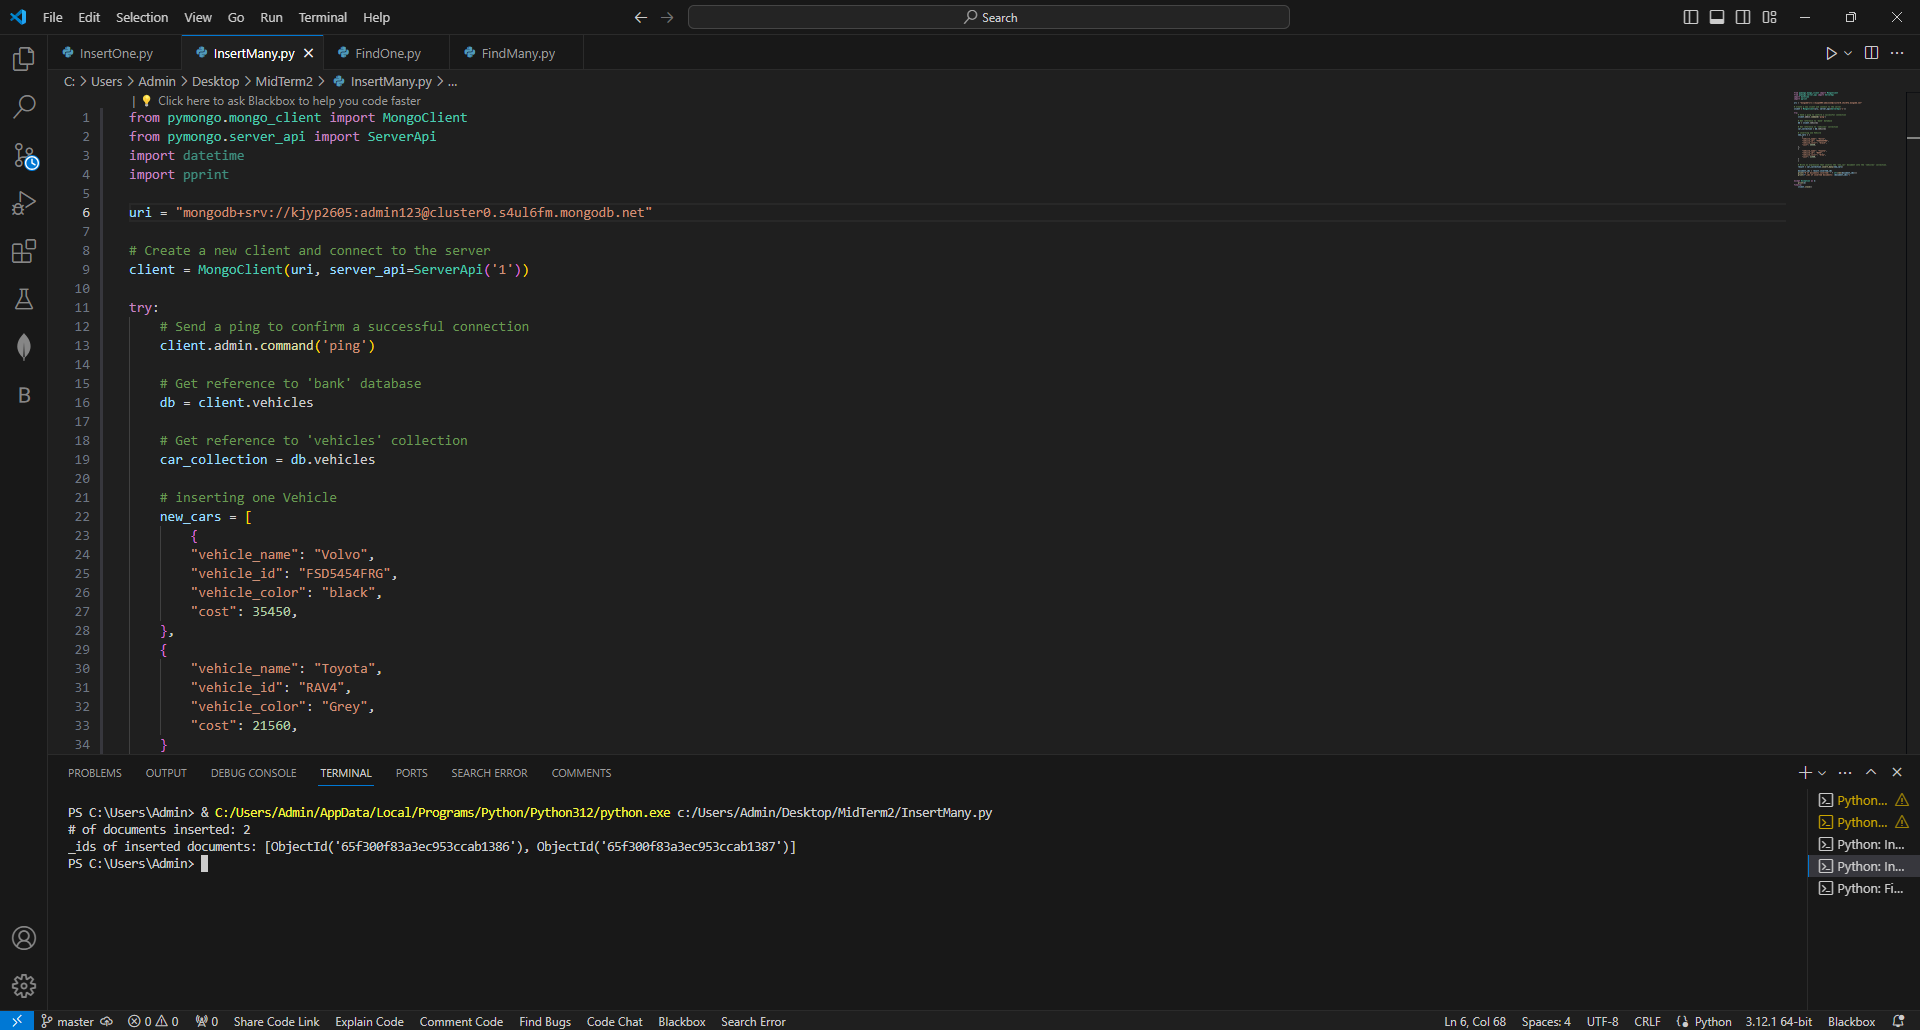 File Edit Selection View Go Run Terminal Help
Search
InsertOne.py InsertMany.py FindOne.py FindMany.py
C: > Users > Admin > Desktop > MidTerm2 > InsertMany.py > ...
Click here to ask Blackbox to help you code faster
1 from pymongo.mongo_client import MongoClient
2 from pymongo.server_api import ServerApi
3 import datetime
4 import pprint
5
6 uri = "mongodb+srv://kjyp2605:admin123@cluster0.s4ul6fm.mongodb.net"
7
8 # Create a new client and connect to the server
9 client = MongoClient(uri, server_api=ServerApi('1'))
10
11 try:
12 # Send a ping to confirm a successful connection
13 client.admin.command('ping')
14
15 # Get reference to 'bank' database
16 db = client.vehicles
17
18 # Get reference to 'vehicles' collection
19 car_collection = db.vehicles
20
21 # inserting one Vehicle
22 new_cars = [
23 {
24 "vehicle_name": "Volvo",
25 "vehicle_id": "FSD5454FRG",
26 "vehicle_color": "black",
27 "cost": 35450,
28 },
29 {
30 "vehicle_name": "Toyota",
31 "vehicle_id": "RAV4",
32 "vehicle_color": "Grey",
33 "cost": 21560,
34 }
PROBLEMS OUTPUT DEBUG CONSOLE TERMINAL PORTS SEARCH ERROR COMMENTS
PS C:\Users\Admin> & C:/Users/Admin/AppData/Local/Programs/Python/Python312/python.exe c:/Users/Admin/Desktop/MidTerm2/InsertMany.py
# of documents inserted: 2
_ids of inserted documents: [ObjectId('65f300f83a3ec953ccab1386'), ObjectId('65f300f83a3ec953ccab1387')]
PS C:\Users\Admin>
Python...
Python...
Python: In...
Python: In...
Python: Fi...
B
master 0 0 0 Share Code Link Explain Code Comment Code Find Bugs Code Chat Blackbox Search Error Ln 6, Col 68 Spaces: 4 UTF-8 CRLF Python 3.12.1 64-bit Blackbox